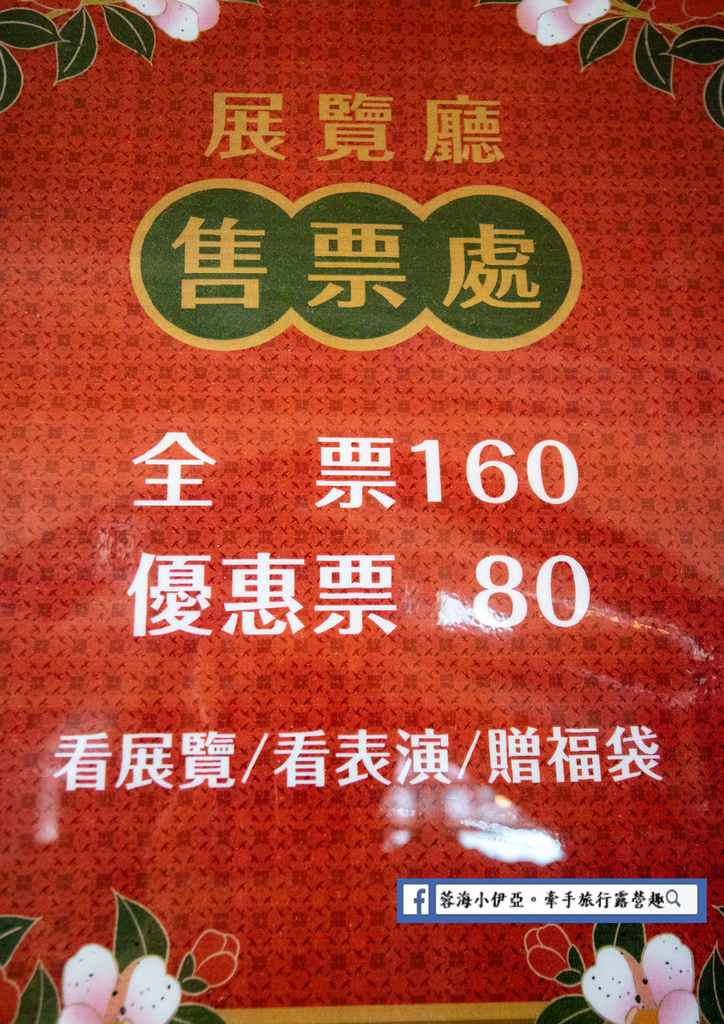 展覽廳
售票處
全 票160
優惠票 80
看展覽/看表演/贈福袋
蓉海小伊亞。牽手旅行露營趣